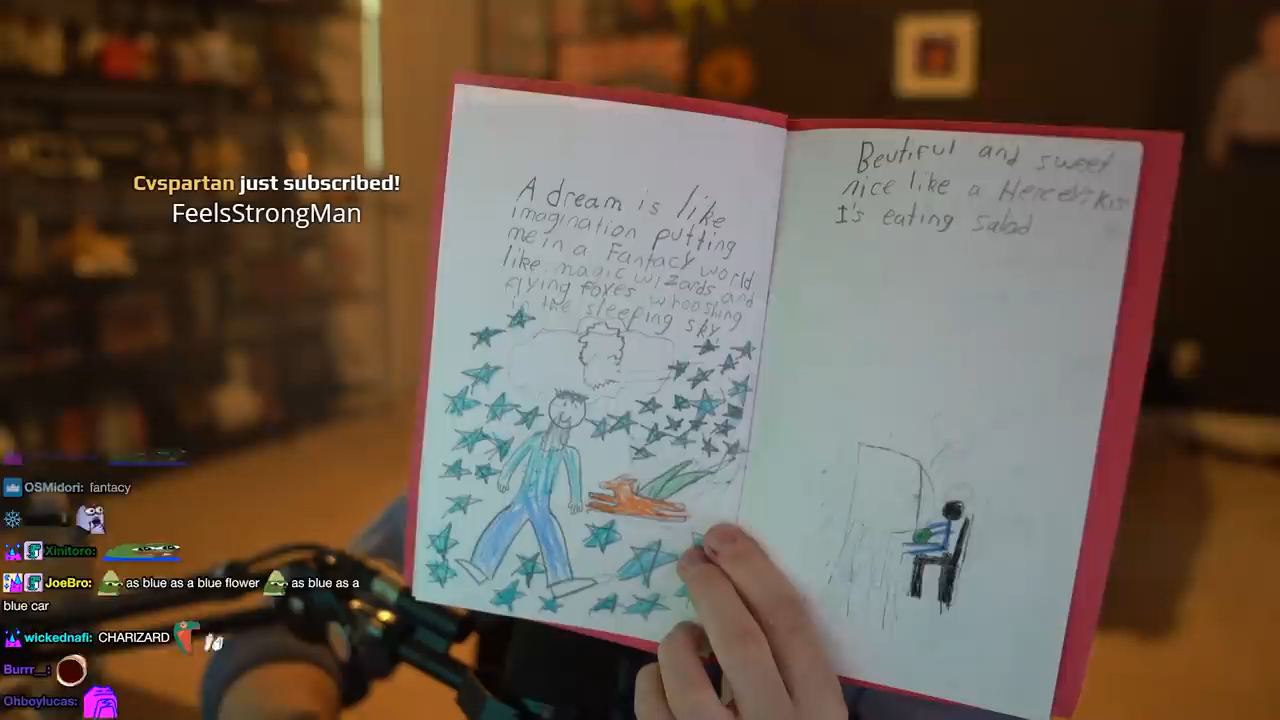 Cvspartan just subscribed!
FeelsStrongMan
A dream is like
imagination putting
me in a Fantacy world
like magic wizards and
flying foxes whooshing
in the sleeping sky
Beutiful and sweet
nice like a
I's eating salad
OSMidori: fantacy
Xinitoro:
JoeBro: as blue as a blue flower as blue as a
blue car
wickednafi: CHARIZARD
Burrr__:
Ohboylucas: